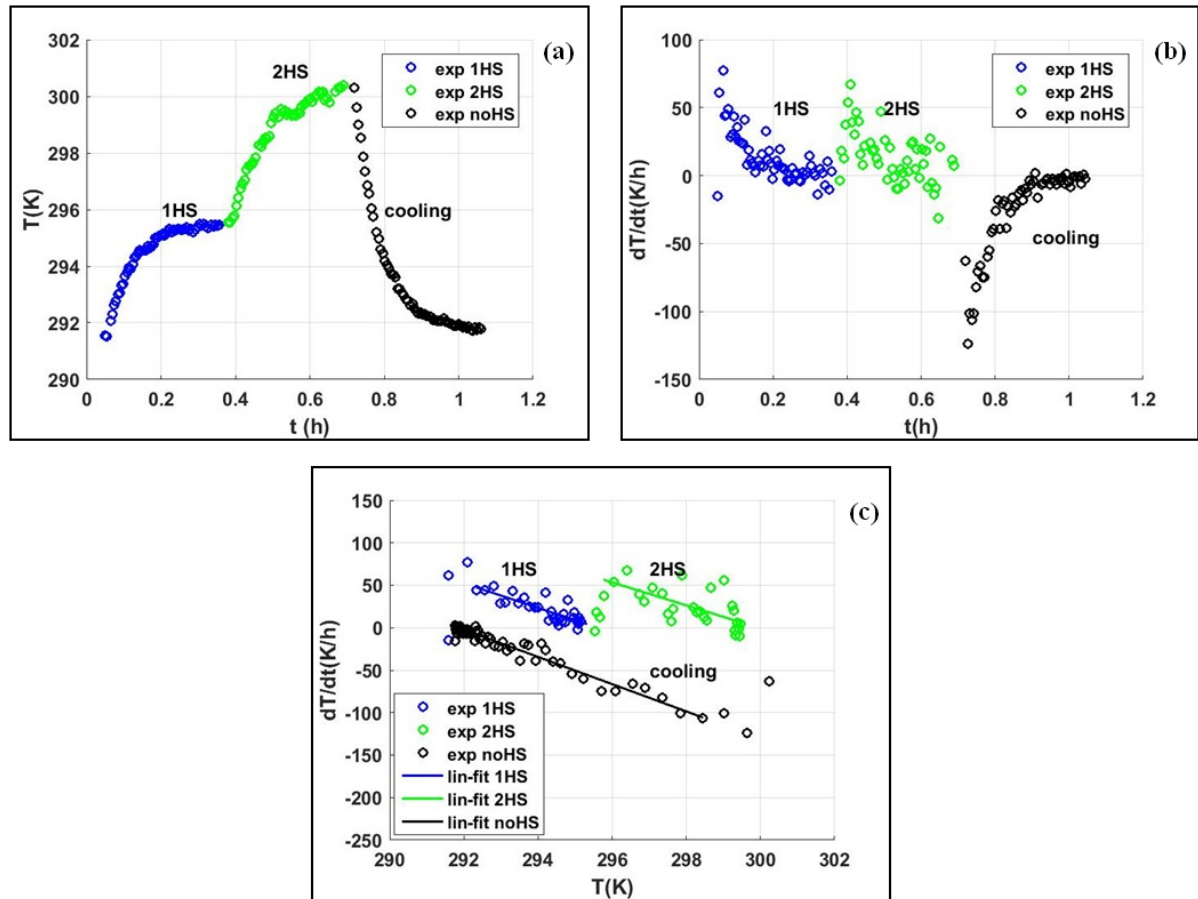 (a)
302
300
298
296
294
292
290
T(K)
0
0.2
0.4
0.6
0.8
1
1.2
t (h)
1HS
2HS
cooling
exp 1HS
exp 2HS
exp noHS
(b)
100
50
0
-50
-100
-150
dT/dt(K/h)
0
0.2
0.4
0.6
0.8
1
1.2
t(h)
1HS
2HS
cooling
exp 1HS
exp 2HS
exp noHS
(c)
150
100
50
0
-50
-100
-150
-200
-250
dT/dt(K/h)
290
292
294
296
298
300
302
T(K)
1HS
2HS
cooling
exp 1HS
exp 2HS
exp noHS
lin-fit 1HS
lin-fit 2HS
lin-fit noHS